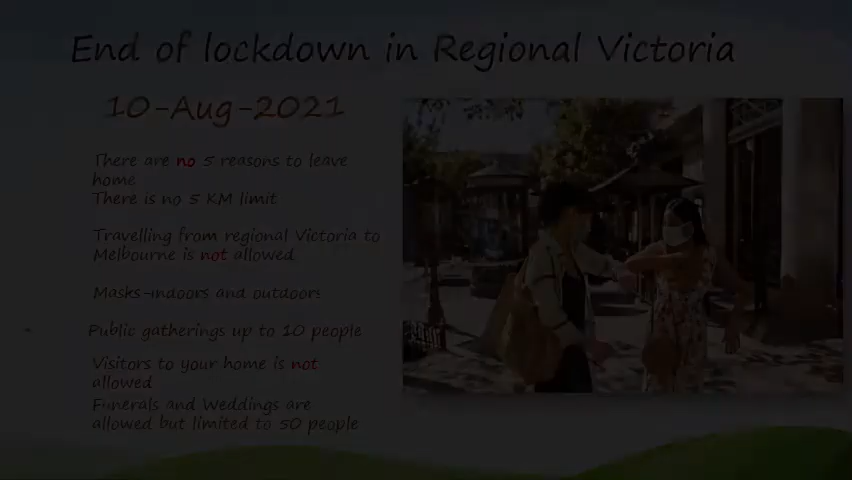 End of lockdown in Regional Victoria
10-Aug-2021
There are no 5 reasons to leave
home
There is no 5 KM limit
Travelling from regional Victoria to
Melbourne is not allowed
Masks-indoors and outdoors
Public gatherings up to 10 people
Visitors to your home is not
allowed
Funerals and Weddings are
allowed but limited to 50 people